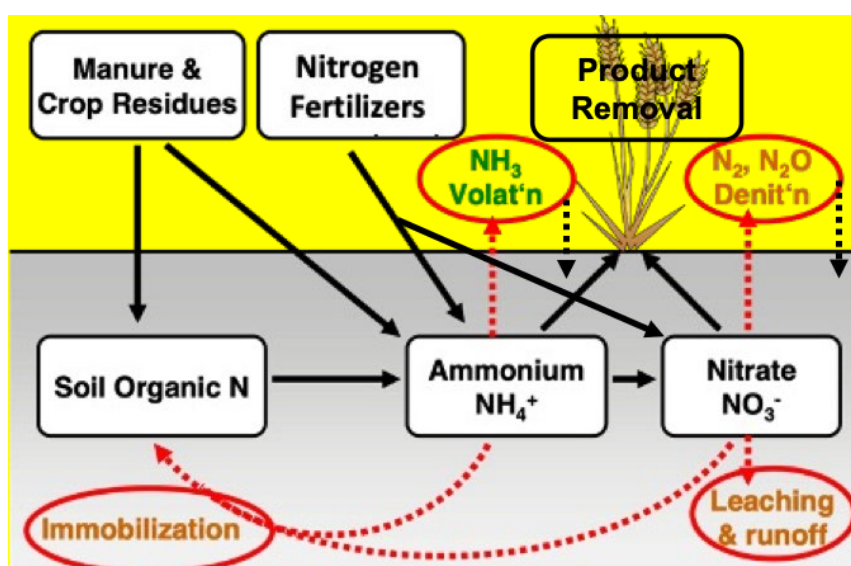 Manure &
Crop Residues
Nitrogen
Fertilizers
Product
Removal
NH₃
Volat‘n
N₂, N₂O
Denit‘n
Soil Organic N
Ammonium
NH₄⁺
Nitrate
NO₃⁻
Immobilization
Leaching
& runoff